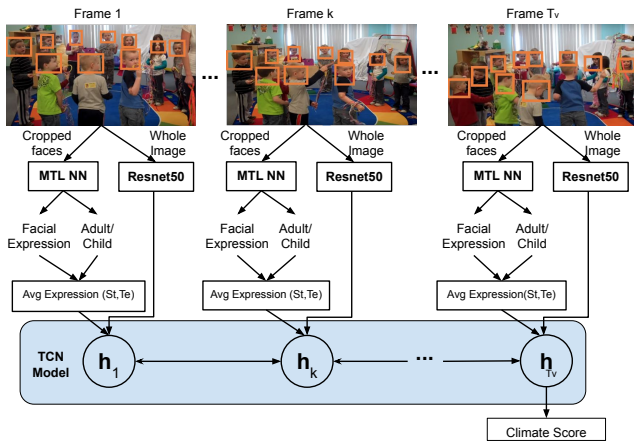 Frame 1 Frame k Frame Tv
... ...
Cropped faces Whole Image Cropped faces Whole Image Cropped faces Whole Image
MTL NN Resnet50 MTL NN Resnet50 MTL NN Resnet50
Facial Expression Adult/ Child Facial Expression Adult/ Child Facial Expression Adult/ Child
Avg Expression (St,Te) Avg Expression (St,Te) Avg Expression(St,Te)
TCN Model h1 hk ... hTv
Climate Score